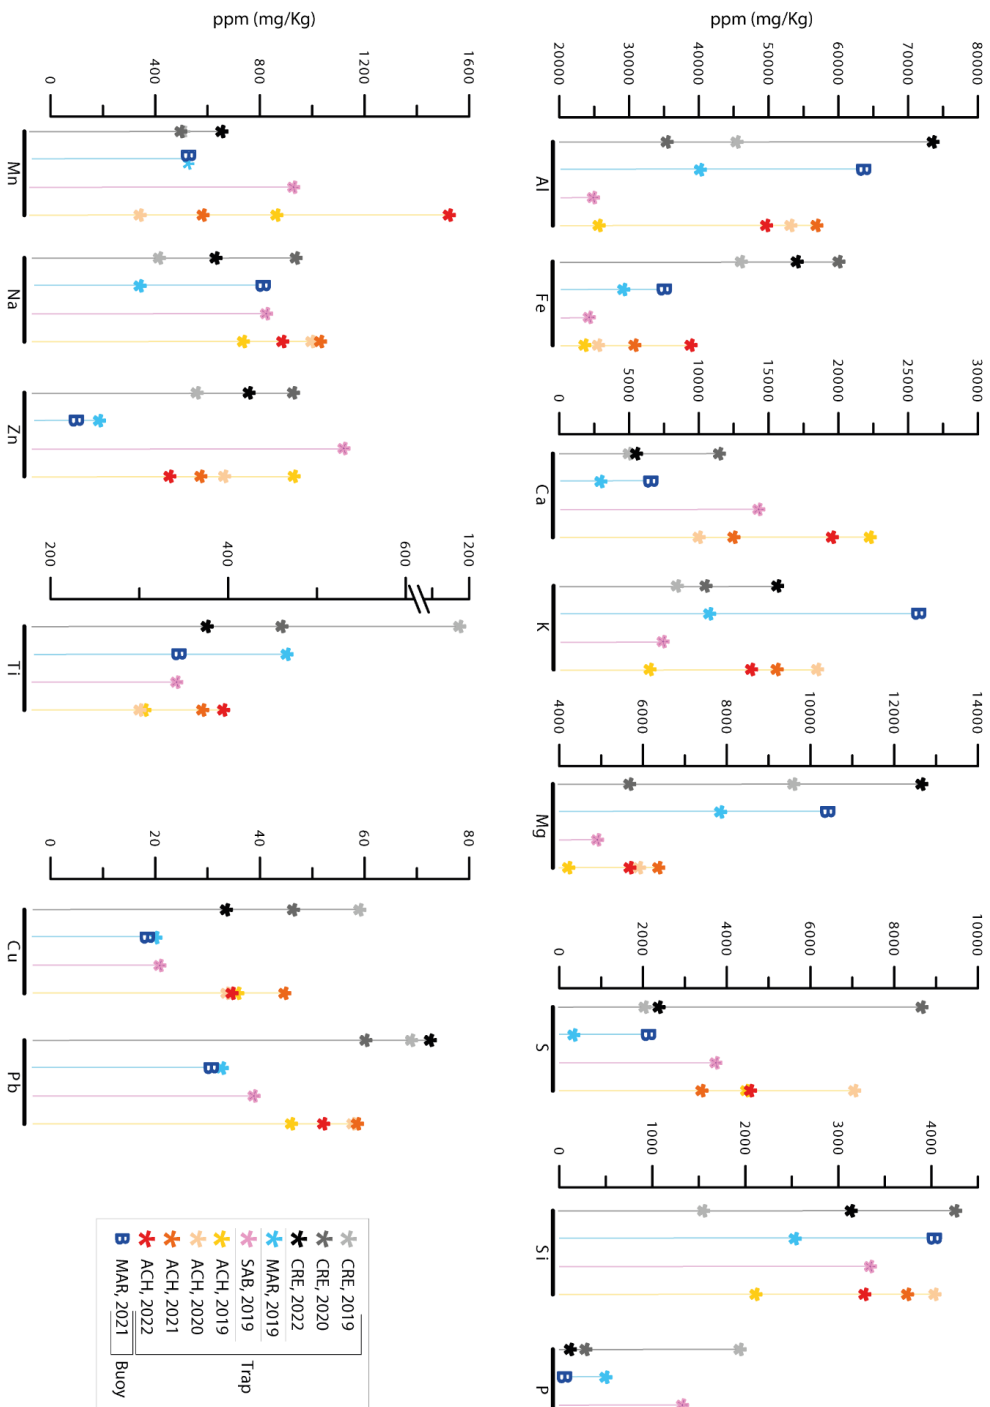 ppm (mg/Kg)
20000 30000 40000 50000 60000 70000 80000
Al
Fe
0 5000 10000 15000 20000 25000 30000
Ca
K
4000 6000 8000 10000 12000 14000
Mg
0 2000 4000 6000 8000 10000
S
0 1000 2000 3000 4000
Si
P
ppm (mg/Kg)
0 400 800 1200 1600
Mn
Na
Zn
200 400 600 1200
Ti
0 20 40 60 80
Cu
Pb
CRE, 2019
CRE, 2020
CRE, 2022
MAR, 2019
SAB, 2019
ACH, 2019
ACH, 2020
ACH, 2021
ACH, 2022
B MAR, 2021
Trap
Buoy
B
B
B
B
B
B
B
B
B
B
B
B
B